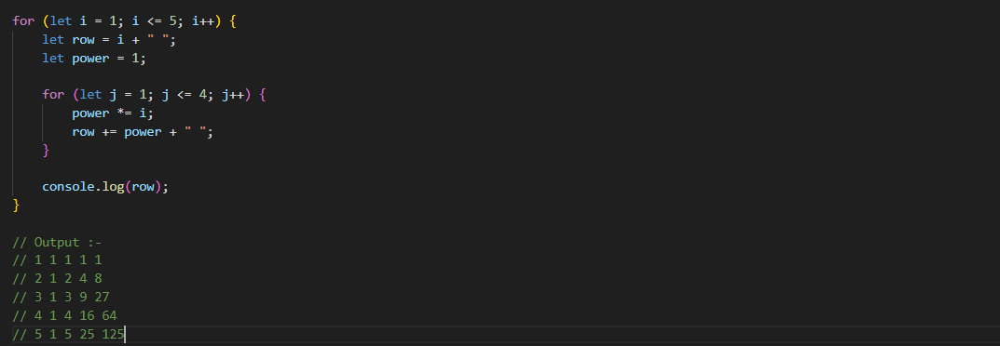 for (let i = 1; i <= 5; i++) {
    let row = i + " ";
    let power = 1;

    for (let j = 1; j <= 4; j++) {
        power *= i;
        row += power + " ";
    }

    console.log(row);
}

// Output :-
// 1 1 1 1 1
// 2 1 2 4 8
// 3 1 3 9 27
// 4 1 4 16 64
// 5 1 5 25 125